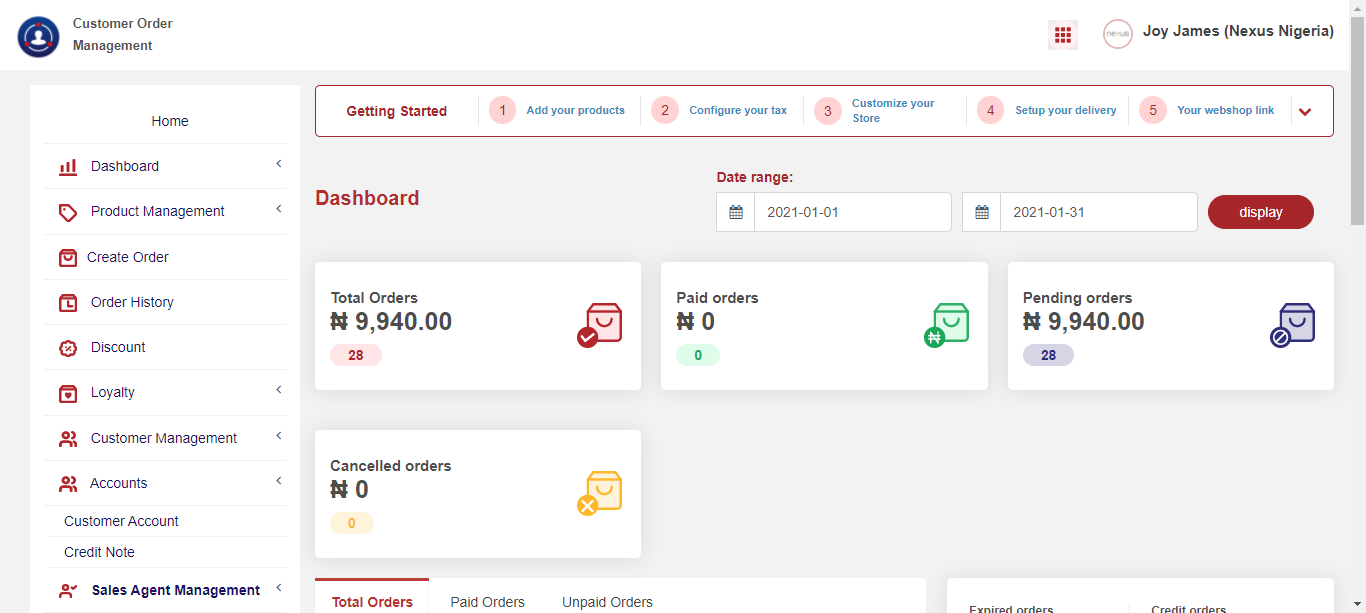 Customer Order
Management
nexus
Joy James (Nexus Nigeria)
Home
Dashboard
Product Management
Create Order
Order History
Discount
Loyalty
Customer Management
Accounts
Customer Account
Credit Note
Sales Agent Management
Getting Started
1 Add your products
2 Configure your tax
3 Customize your
Store
4 Setup your delivery
5 Your webshop link
Dashboard
Date range:
2021-01-01
2021-01-31
display
Total Orders
₦ 9,940.00
28
Paid orders
₦ 0
0
Pending orders
₦ 9,940.00
28
Cancelled orders
₦ 0
0
Total Orders
Paid Orders
Unpaid Orders
Expired orders
Credit orders